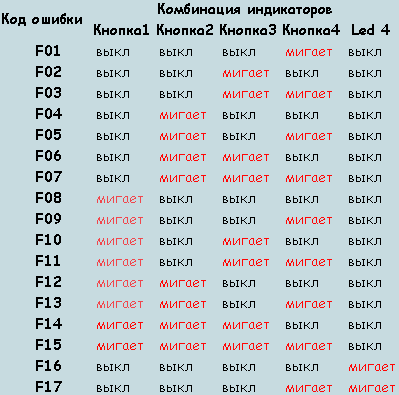 Комбинация индикаторов
Код ошибки
Кнопка1 Кнопка2 Кнопка3 Кнопка4 Led 4
F01 выкл выкл выкл мигает выкл
F02 выкл выкл мигает выкл выкл
F03 выкл выкл мигает мигает выкл
F04 выкл мигает выкл выкл выкл
F05 выкл мигает выкл мигает выкл
F06 выкл мигает мигает выкл выкл
F07 выкл мигает мигает мигает выкл
F08 мигает выкл выкл выкл выкл
F09 мигает выкл выкл мигает выкл
F10 мигает выкл мигает выкл выкл
F11 мигает выкл мигает мигает выкл
F12 мигает мигает выкл выкл выкл
F13 мигает мигает выкл мигает выкл
F14 мигает мигает мигает выкл выкл
F15 мигает мигает мигает мигает выкл
F16 выкл выкл выкл выкл мигает
F17 выкл выкл выкл мигает мигает